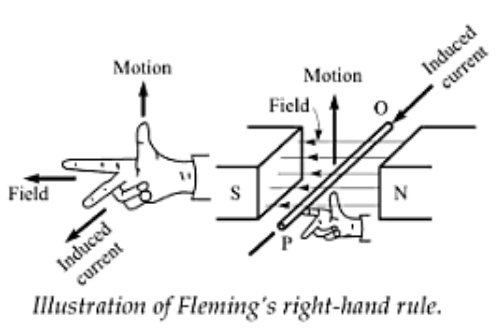 Motion
Field
Induced
current
Motion
Field
O
Induced
current
S
N
P
Illustration of Fleming's right-hand rule.